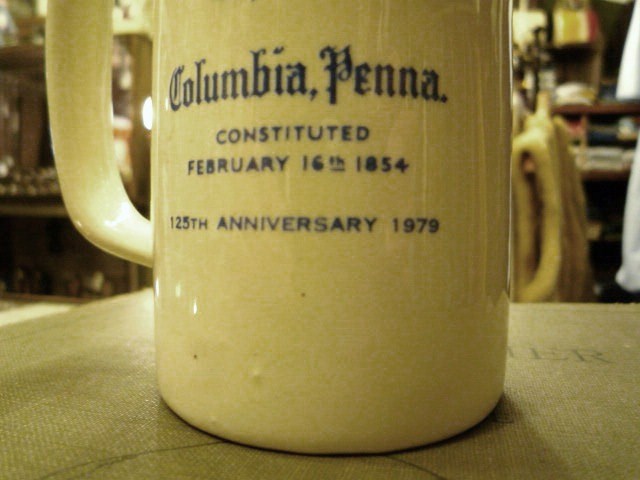 Columbia, Penna.
CONSTITUTED
FEBRUARY 16th 1854
125TH ANNIVERSARY 1979